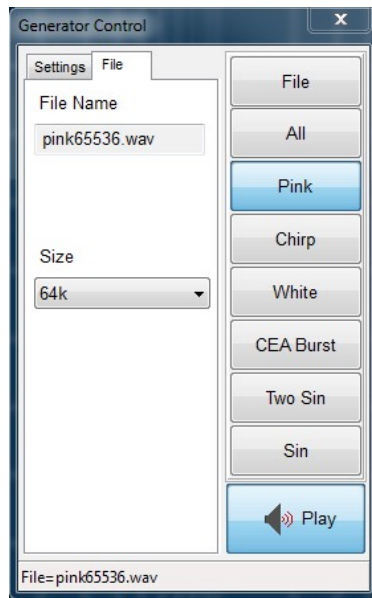 Generator Control
x
Settings
File
File Name
pink65536.wav
Size
64k
File
All
Pink
Chirp
White
CEA Burst
Two Sin
Sin
Play
File=pink65536.wav